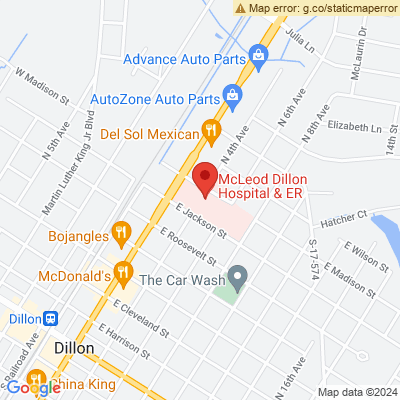 Map error: g.co/staticmaperror
Julia Ln
McLaurin Dr
Advance Auto Parts
W Madison St
AutoZone Auto Parts
N 6th Ave
N 8th Ave
Elizabeth Ln
14th St
N 5th Ave
Martin Luther King Jr Blvd
Del Sol Mexican
N 4th Ave
McLeod Dillon
Hospital & ER
Hatcher Ct
E Jackson St
S-17-574
Bojangles
E Roosevelt St
E Wilson St
E Madison St
McDonald's
The Car Wash
E Cleveland St
Dillon
E Harrison St
Dillon
S Railroad Ave
N 16th Ave
China King
Google
Map data ©2024